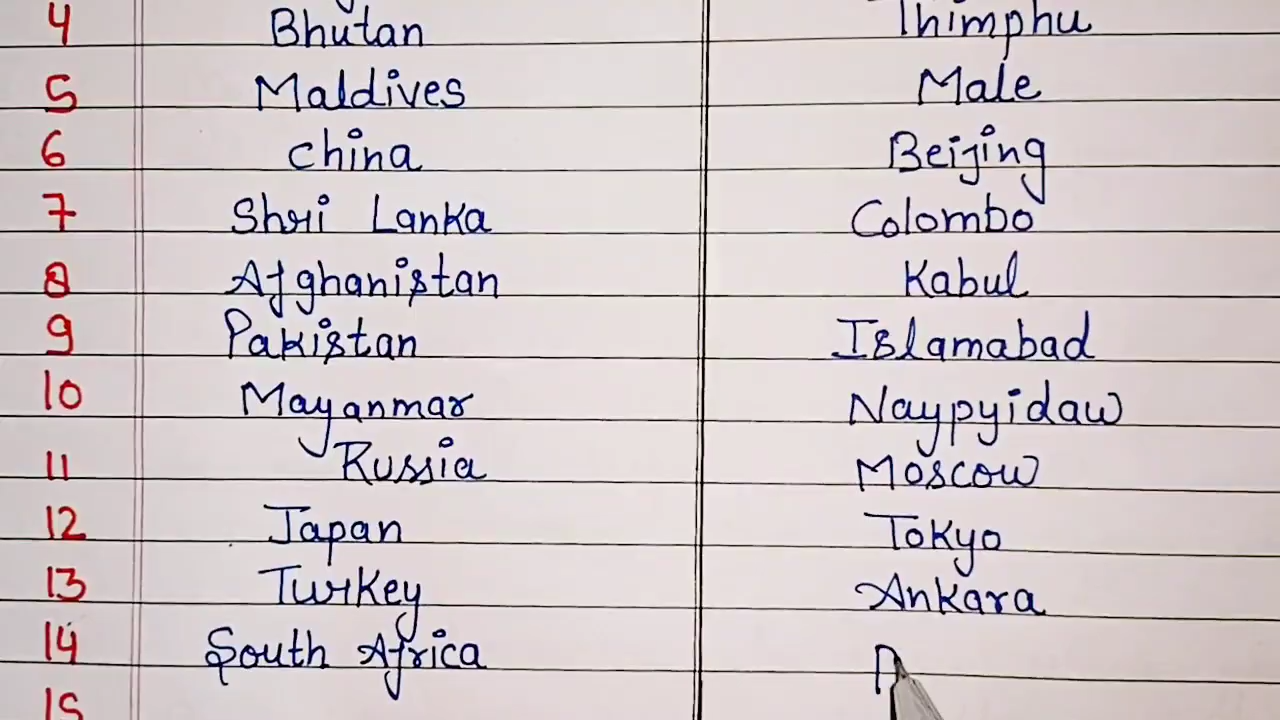 4 Bhutan Thimphu
5 Maldives Male
6 china Beijing
7 Shri Lanka Colombo
8 Afghanistan Kabul
9 Pakistan Islamabad
10 Mayanmar Naypyidaw
11 Russia Moscow
12 Japan Tokyo
13 Turkey Ankara
14 South Africa
15